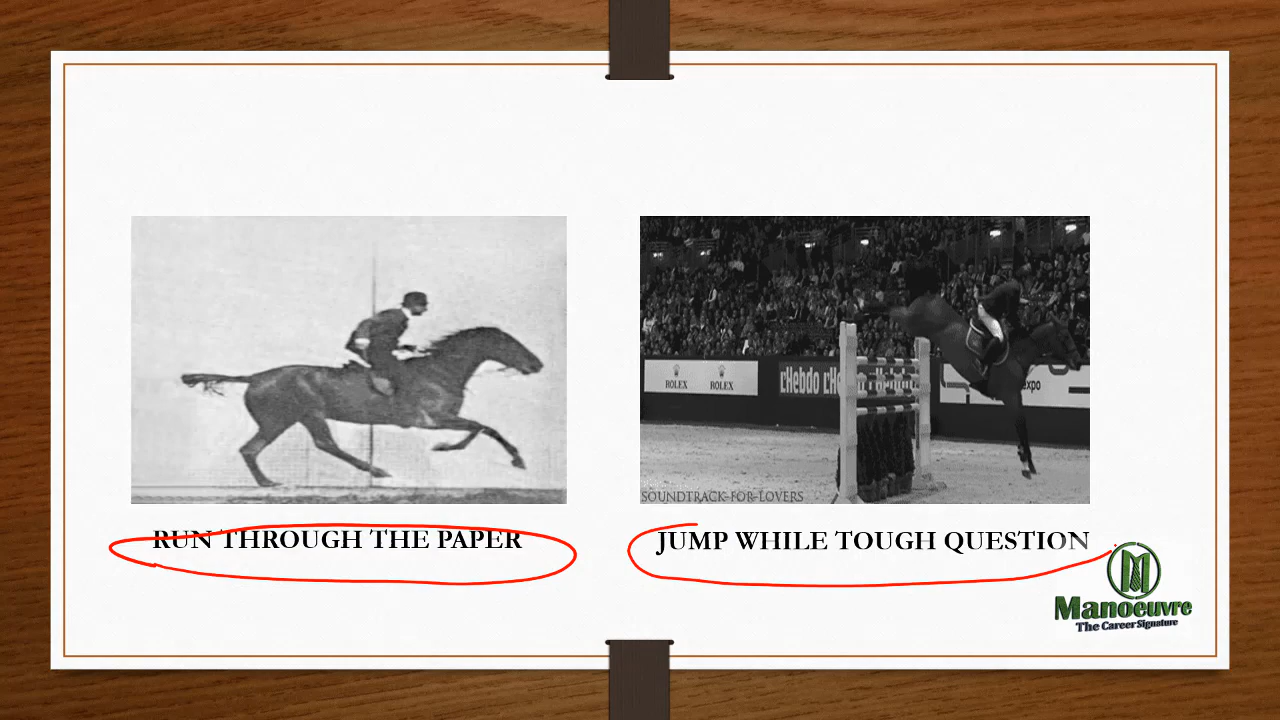 ROLEX
ROLEX
l'Hebdo
expo
SOUNDTRACK-FOR-LOVERS
RUN THROUGH THE PAPER
JUMP WHILE TOUGH QUESTION
M
Manoeuvre
The Career Signature